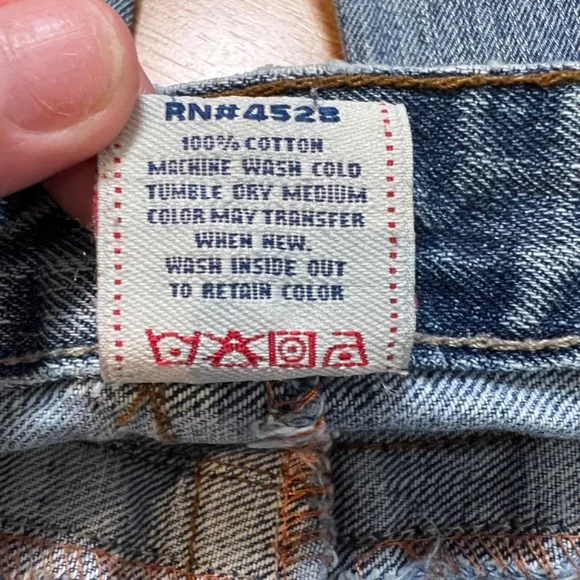 RN#4528
100% COTTON
MACHINE WASH COLD
TUMBLE DRY MEDIUM
COLOR MAY TRANSFER
WHEN NEW.
WASH INSIDE OUT
TO RETAIN COLOR